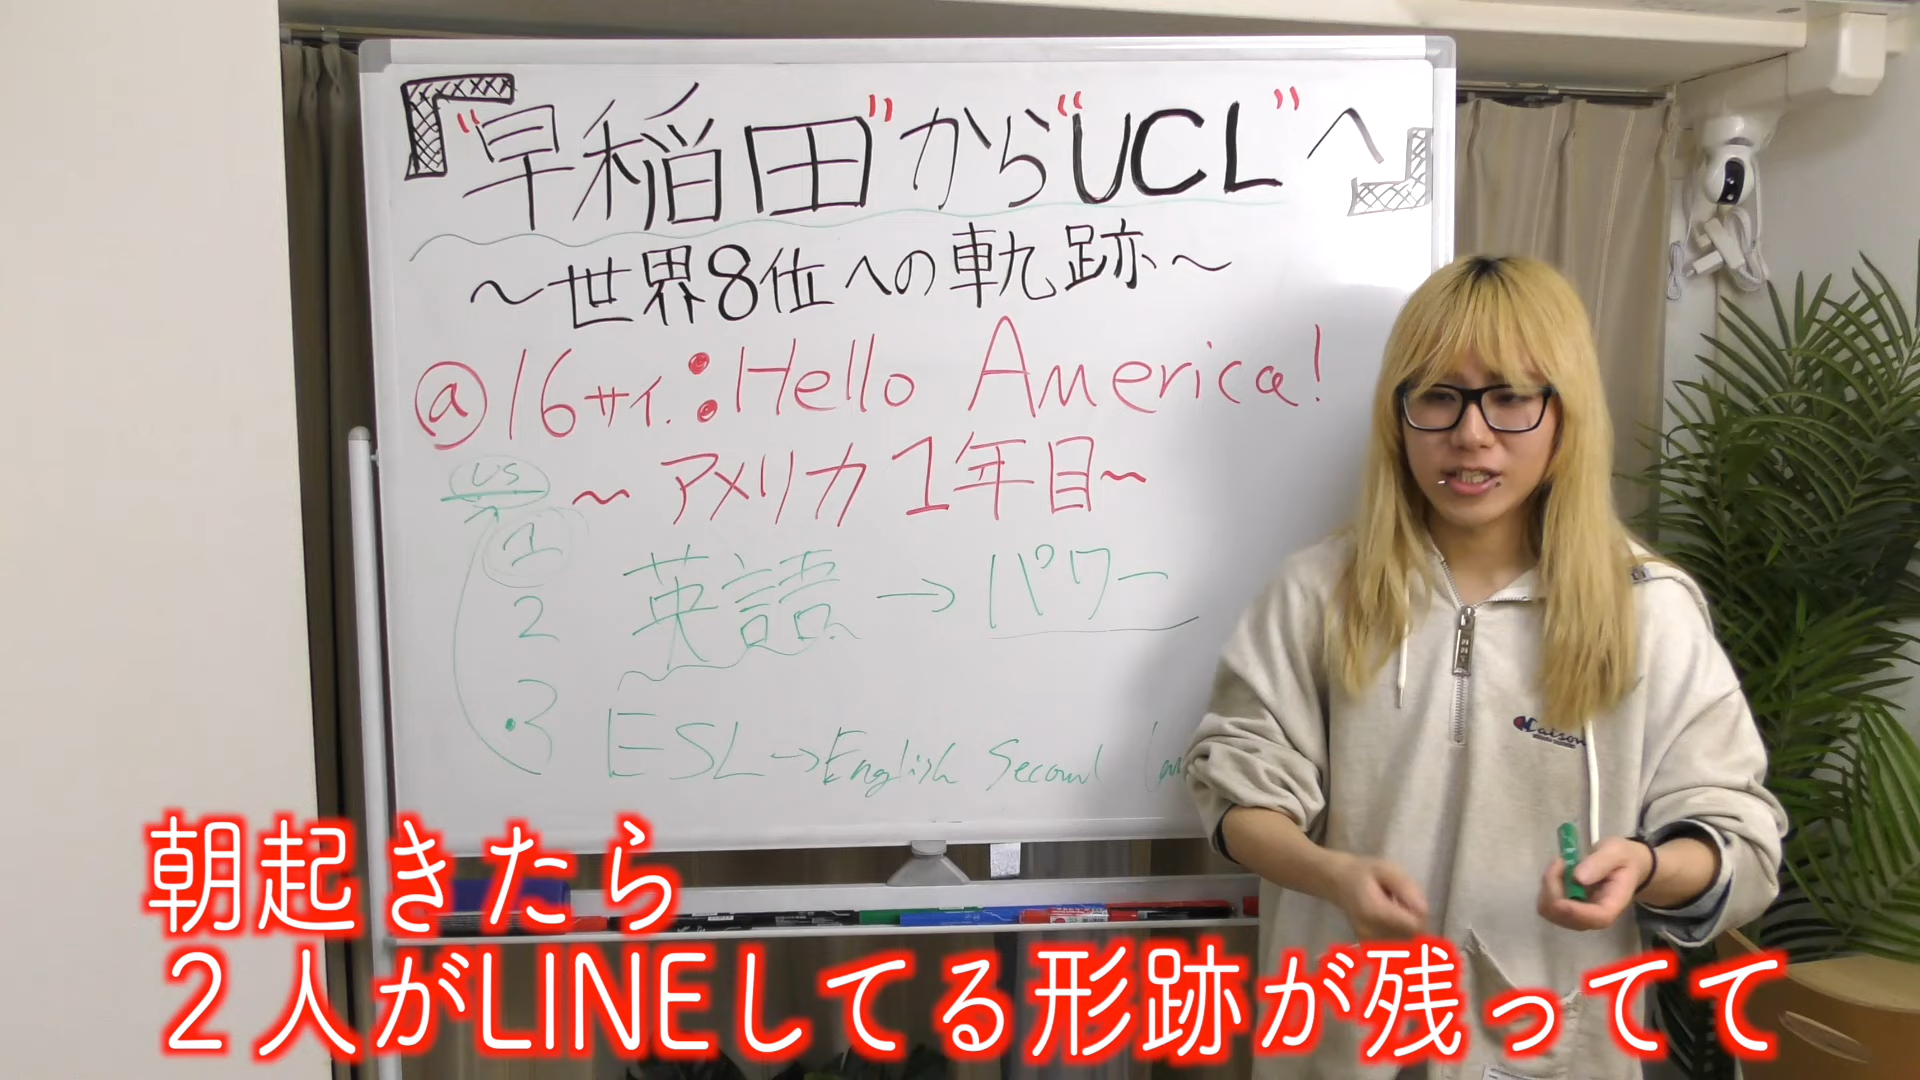 『“早稲田”から“UCL”へ』
~世界8位への軌跡~
@16サイ.:Hello America!
~アメリカ1年目~
US
1
2
3
英語→パワー
ESL→English Second
朝起きたら
2人がLINEしてる形跡が残ってて